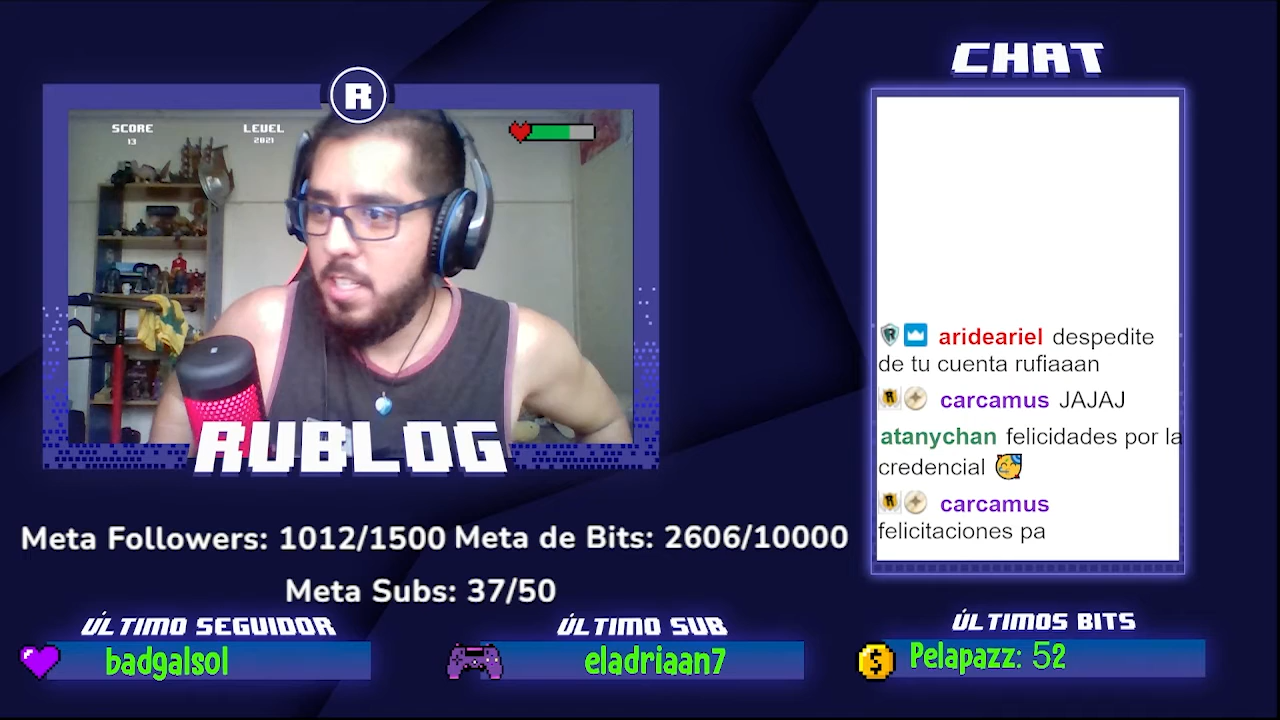 CHAT
R
SCORE
13
LEVEL
2021
aridearíel despedite
de tu cuenta rufiaaan
carcamus JAJAJ
atanychan felicidades por la
credencial
carcamus
felicitaciones pa
RUBLOG
Meta Followers: 1012/1500 Meta de Bits: 2606/10000
Meta Subs: 37/50
ÚLTIMO SEGUIDOR
badgalsol
ÚLTIMO SUB
eladriaan7
ÚLTIMOS BITS
Pelapazz: 52